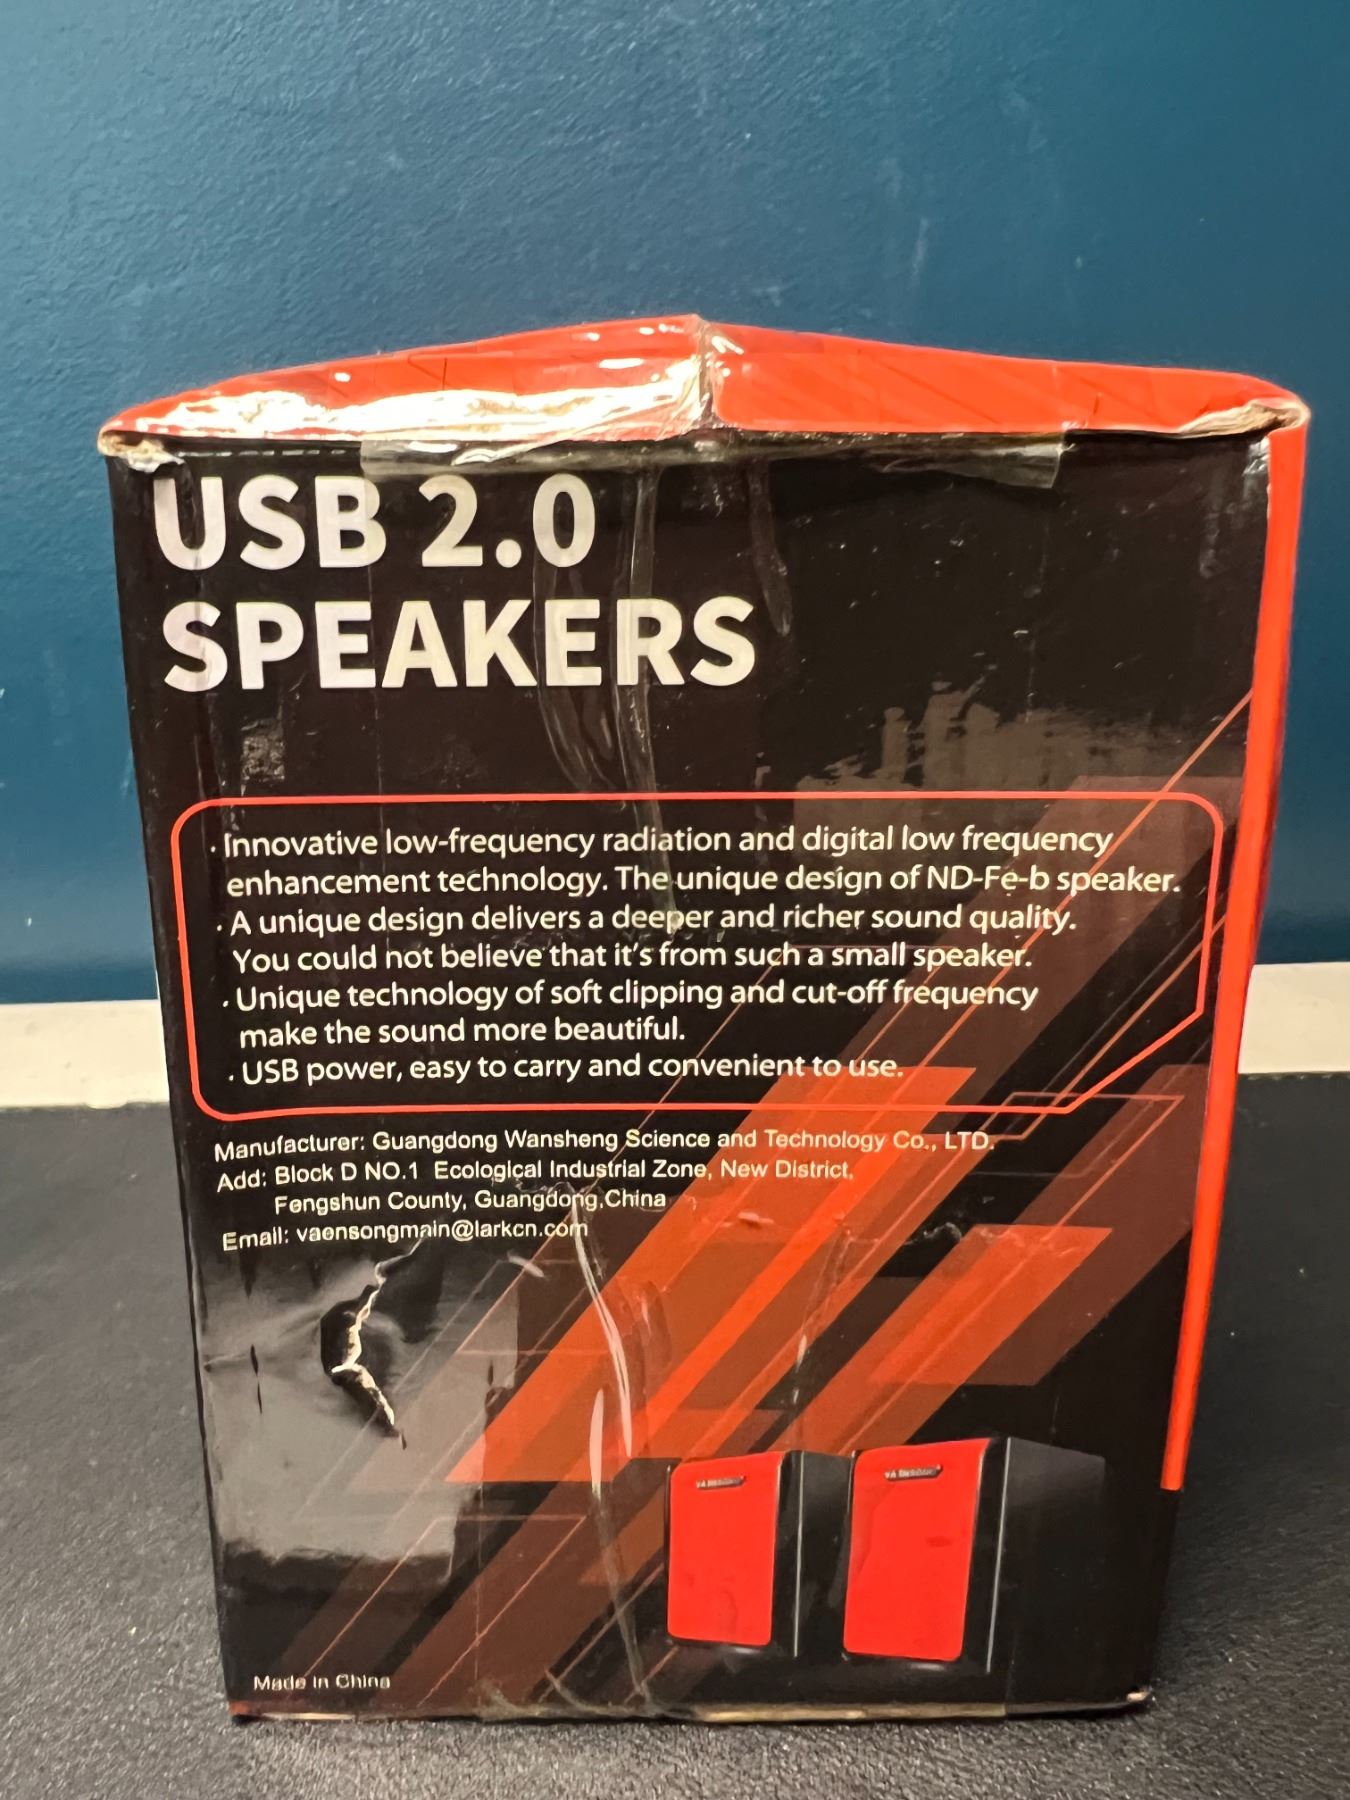 USB 2.0
SPEAKERS
· Innovative low-frequency radiation and digital low frequency
enhancement technology. The unique design of ND-Fe-b speaker.
· A unique design delivers a deeper and richer sound quality.
You could not believe that it's from such a small speaker.
· Unique technology of soft clipping and cut-off frequency
make the sound more beautiful.
· USB power, easy to carry and convenient to use.
Manufacturer: Guangdong Wansheng Science and Technology Co., LTD.
Add: Block D NO.1 Ecological Industrial Zone, New District,
Fengshun County, Guangdong,China
Email: vaensongmain@larkcn.com
Made in China